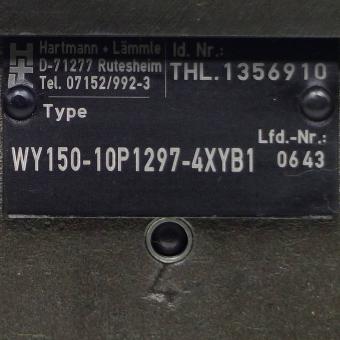 Hartmann + Lämmle
D-71277 Rutesheim
Tel. 07152/992-3
Id. Nr.:
THL.1356910
Type
WY150-10P1297-4XYB1
Lfd.-Nr.:
0643